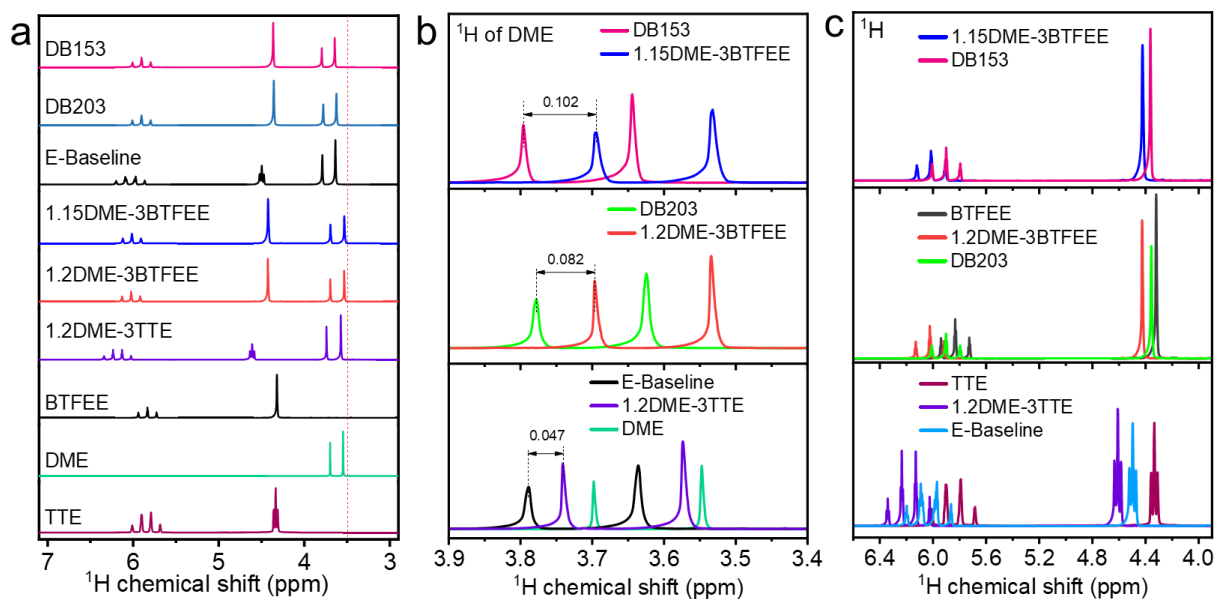 a
DB153
DB203
E-Baseline
1.15DME-3BTFEE
1.2DME-3BTFEE
1.2DME-3TTE
BTFEE
DME
TTE
7 6 5 4 3
¹H chemical shift (ppm)
b
¹H of DME
DB153
1.15DME-3BTFEE
0.102
DB203
1.2DME-3BTFEE
0.082
E-Baseline
1.2DME-3TTE
DME
0.047
3.9 3.8 3.7 3.6 3.5 3.4
¹H chemical shift (ppm)
c
¹H
1.15DME-3BTFEE
DB153
BTFEE
1.2DME-3BTFEE
DB203
TTE
1.2DME-3TTE
E-Baseline
6.4 6.0 5.6 5.2 4.8 4.4 4.0
¹H chemical shift (ppm)